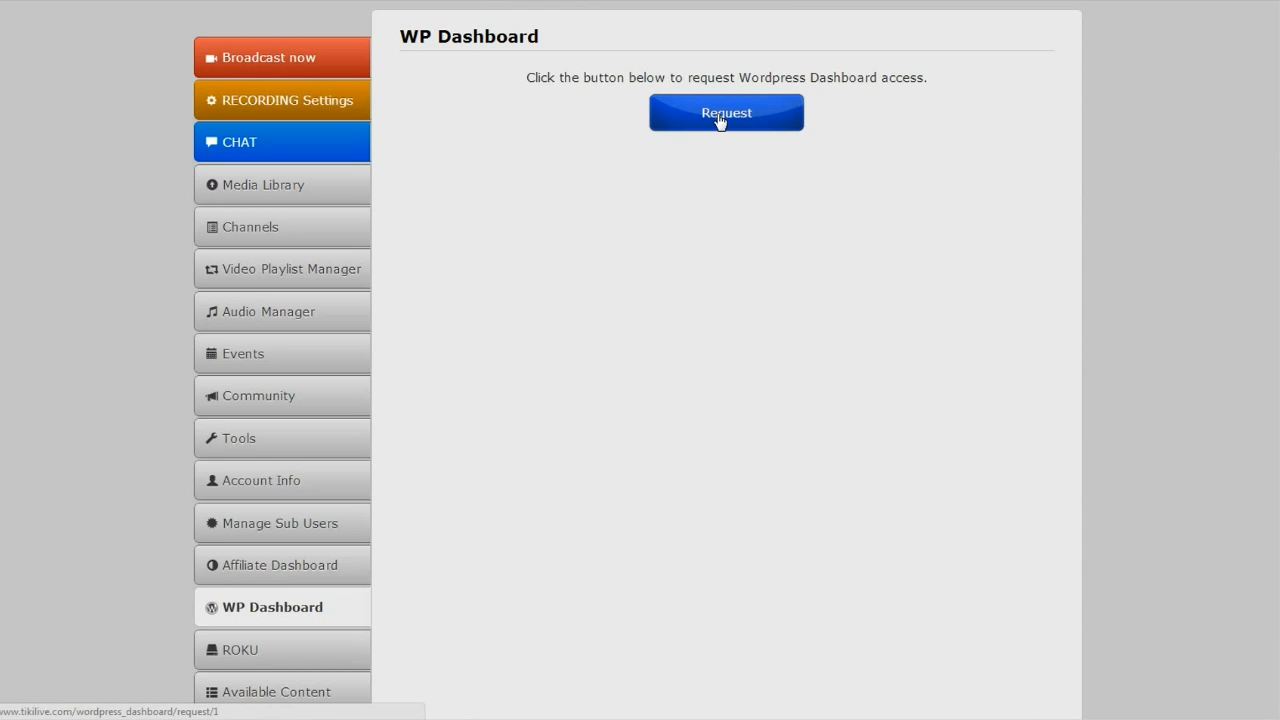 WP Dashboard
Click the button below to request Wordpress Dashboard access.
Request
Broadcast now
RECORDING Settings
CHAT
Media Library
Channels
Video Playlist Manager
Audio Manager
Events
Community
Tools
Account Info
Manage Sub Users
Affiliate Dashboard
WP Dashboard
ROKU
Available Content
www.tikilive.com/wordpress_dashboard/request/1